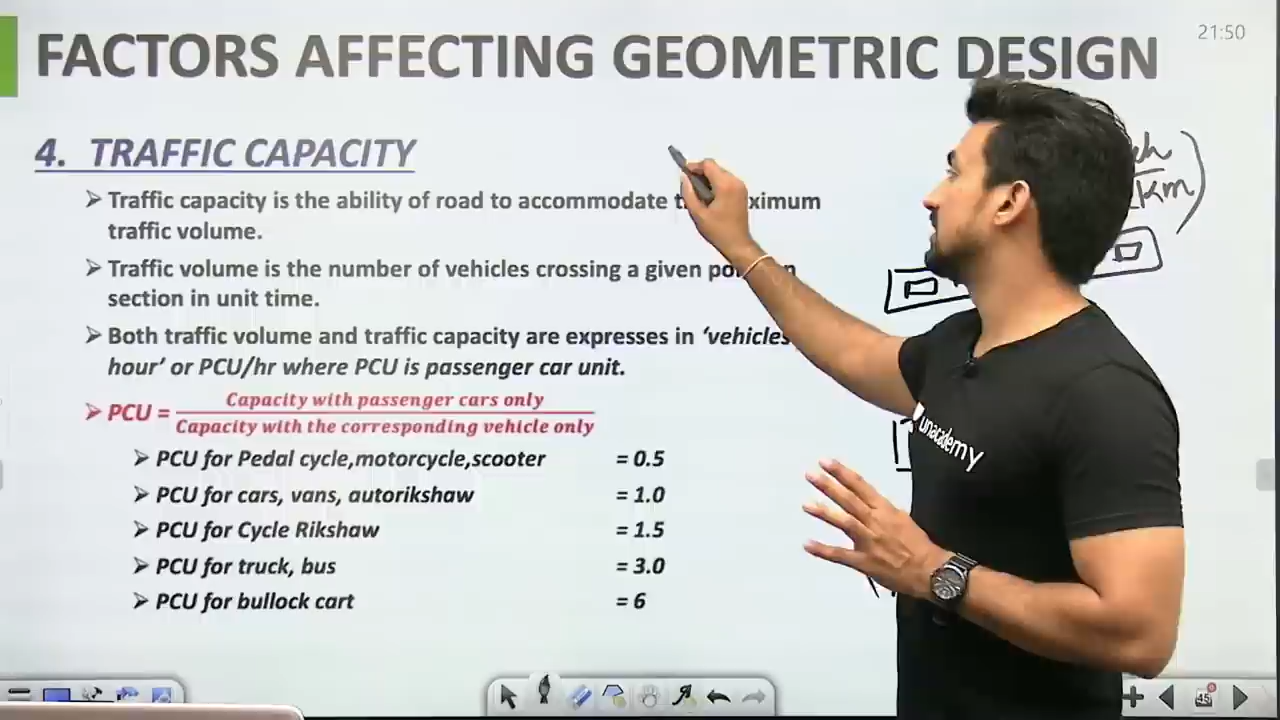 21:50
FACTORS AFFECTING GEOMETRIC DESIGN
4. TRAFFIC CAPACITY
➢ Traffic capacity is the ability of road to accommodate
traffic volume.
➢ Traffic volume is the number of vehicles crossing a given
section in unit time.
➢ Both traffic volume and traffic capacity are expresses in ‘vehicles
hour’ or PCU/hr where PCU is passenger car unit.
➢ PCU = Capacity with passenger cars only
Capacity with the corresponding vehicle only
➢ PCU for Pedal cycle,motorcycle,scooter = 0.5
➢ PCU for cars, vans, autorikshaw = 1.0
➢ PCU for Cycle Rikshaw = 1.5
➢ PCU for truck, bus = 3.0
➢ PCU for bullock cart = 6
Km)
unacademy
45